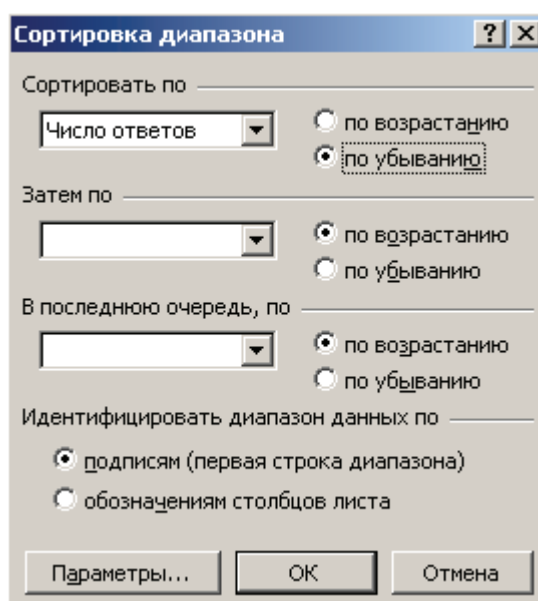 Сортировка диапазона
Сортировать по
Число ответов
по возрастанию
по убыванию
Затем по
по возрастанию
по убыванию
В последнюю очередь, по
по возрастанию
по убыванию
Идентифицировать диапазон данных по
подписям (первая строка диапазона)
обозначениям столбцов листа
Параметры... ОК Отмена